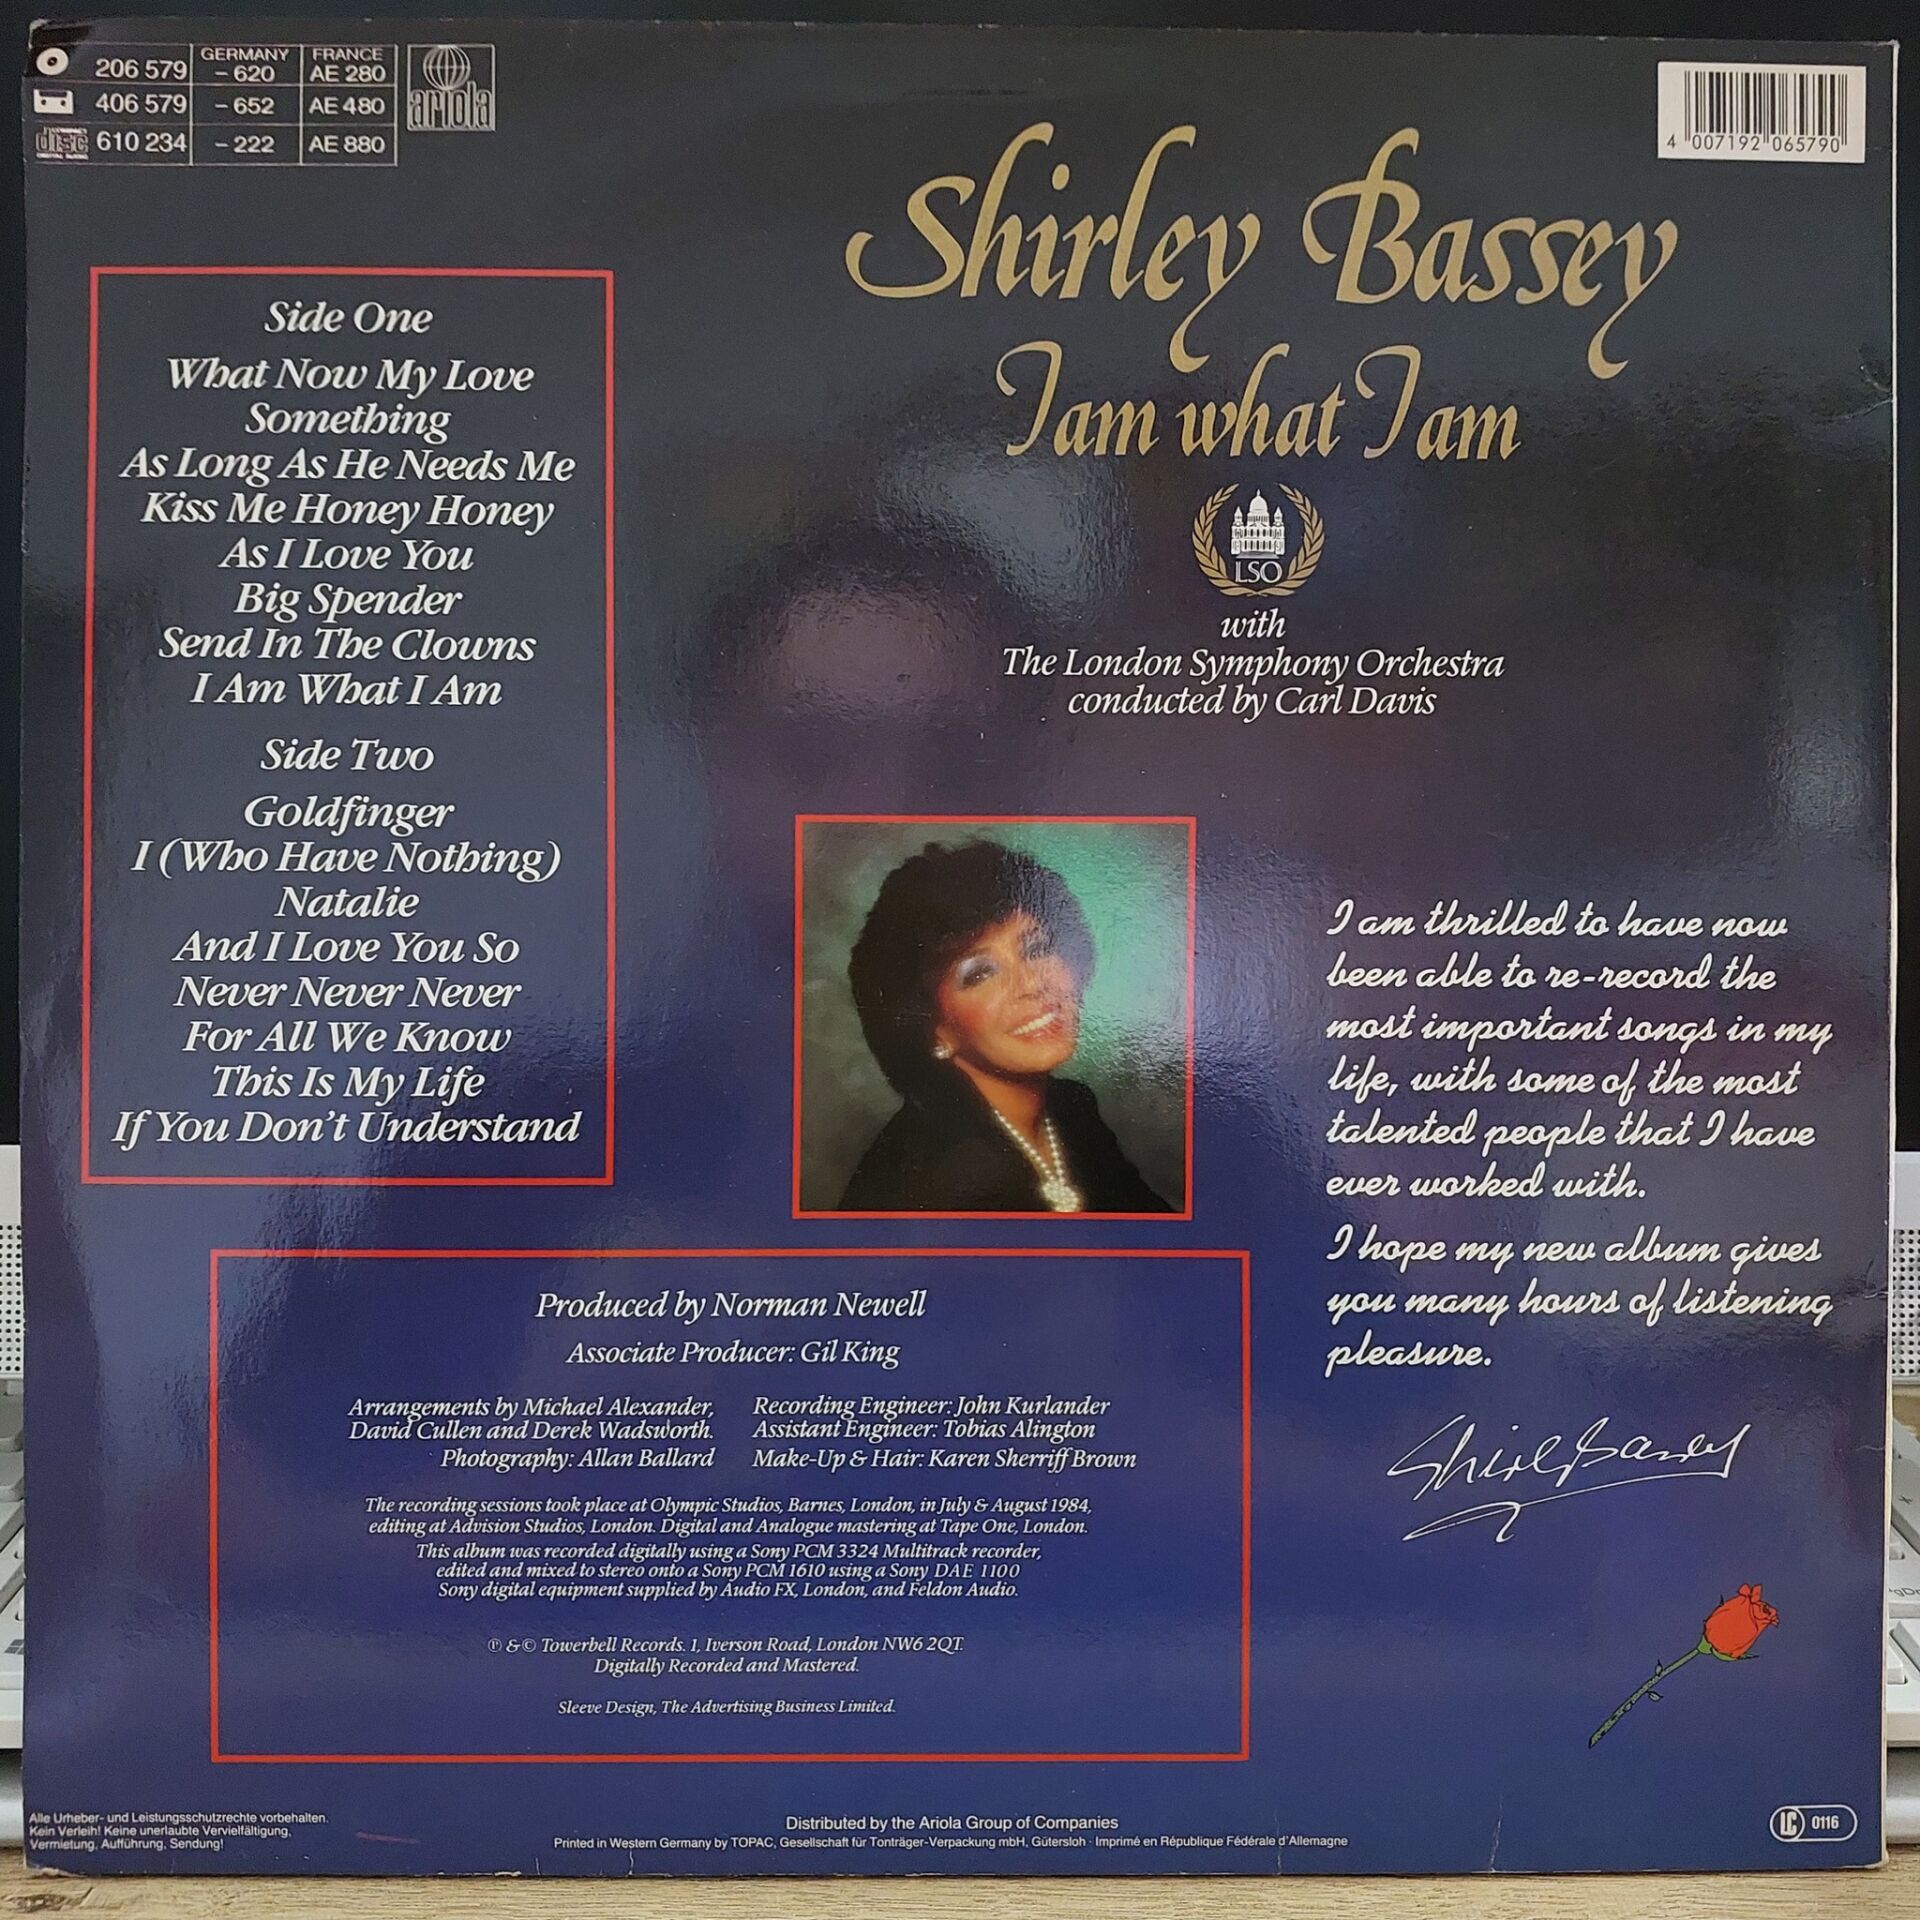 GERMANY FRANCE
206 579 - 620 AE 280
406 579 - 652 AE 480
disc 610 234 - 222 AE 880
ariola
4 007192 065790
Shirley Bassey
I am what I am
LSO
with
The London Symphony Orchestra
conducted by Carl Davis
Side One
What Now My Love
Something
As Long As He Needs Me
Kiss Me Honey Honey
As I Love You
Big Spender
Send In The Clowns
I Am What I Am
Side Two
Goldfinger
I (Who Have Nothing)
Natalie
And I Love You So
Never Never Never
For All We Know
This Is My Life
If You Don't Understand
I am thrilled to have now
been able to re-record the
most important songs in my
life, with some of the most
talented people that I have
ever worked with.
I hope my new album gives
you many hours of listening
pleasure.
Shirley Bassey
Produced by Norman Newell
Associate Producer: Gil King
Arrangements by Michael Alexander,
David Cullen and Derek Wadsworth.
Photography: Allan Ballard
Recording Engineer: John Kurlander
Assistant Engineer: Tobias Alington
Make-Up & Hair: Karen Sherriff Brown
The recording sessions took place at Olympic Studios, Barnes, London, in July & August 1984,
editing at Advision Studios, London. Digital and Analogue mastering at Tape One, London.
This album was recorded digitally using a Sony PCM 3324 Multitrack recorder,
edited and mixed to stereo onto a Sony PCM 1610 using a Sony DAE 1100
Sony digital equipment supplied by Audio FX, London, and Feldon Audio.
℗ & © Towerbell Records. 1, Iverson Road, London NW6 2QT.
Digitally Recorded and Mastered.
Sleeve Design, The Advertising Business Limited.
Alle Urheber- und Leistungsschutzrechte vorbehalten.
Kein Verleih! Keine unerlaubte Vervielfältigung,
Vermietung, Aufführung, Sendung!
Distributed by the Ariola Group of Companies
Printed in Western Germany by TOPAC, Gesellschaft für Tonträger-Verpackung mbH, Gütersloh · Imprimé en République Fédérale d'Allemagne
LC 0116